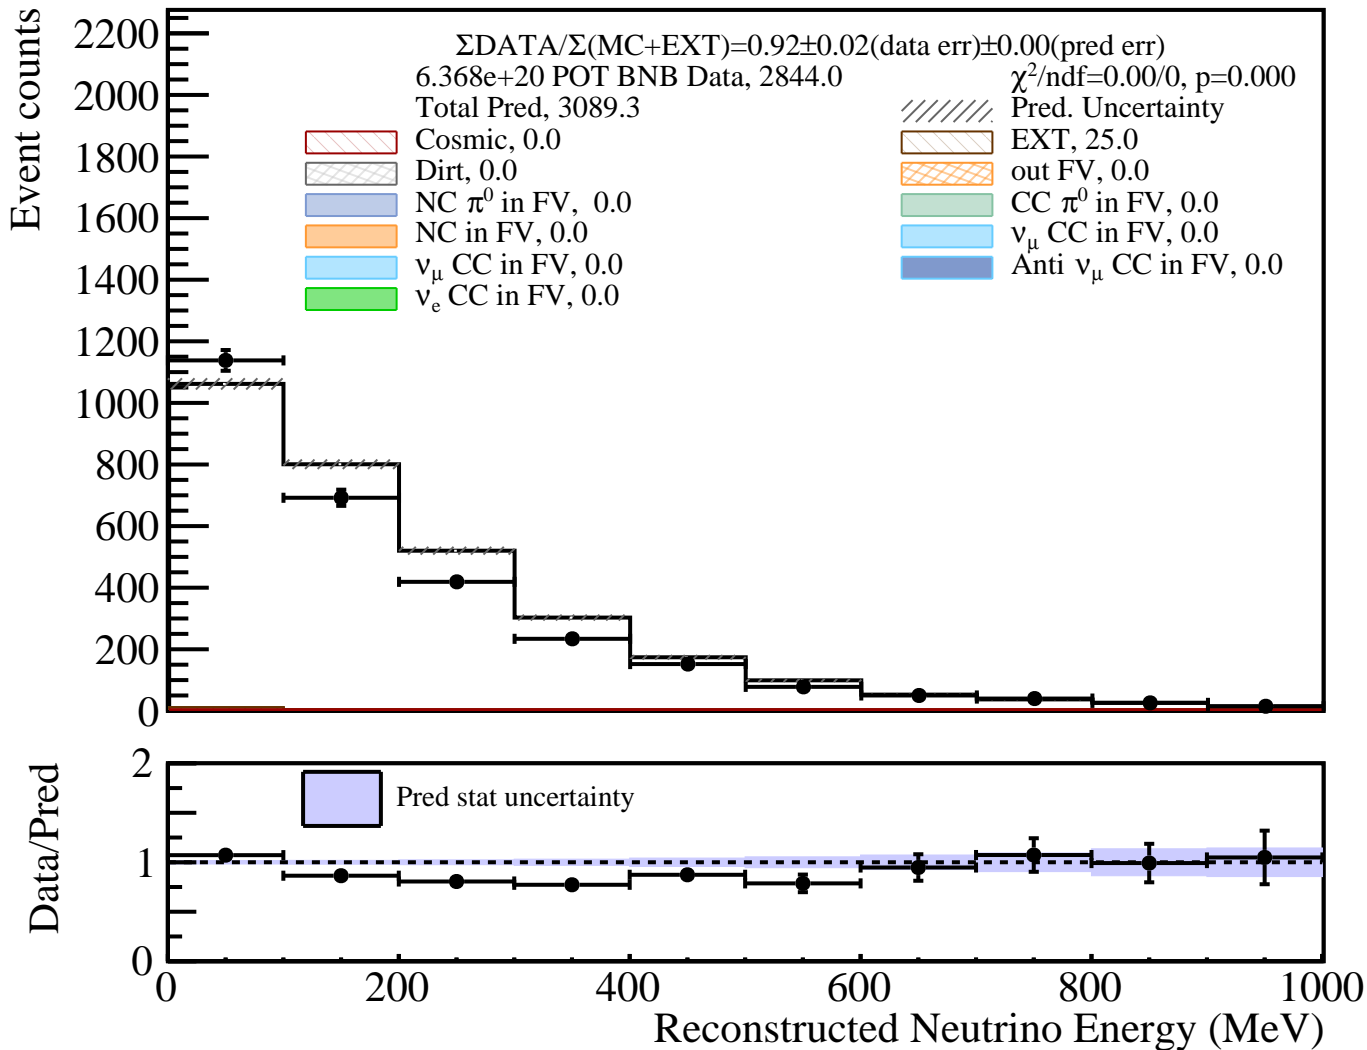 ΣDATA/Σ(MC+EXT)=0.92±0.02(data err)±0.00(pred err)
6.368e+20 POT BNB Data, 2844.0
χ²/ndf=0.00/0, p=0.000
Total Pred, 3089.3
Pred. Uncertainty
Cosmic, 0.0
EXT, 25.0
Dirt, 0.0
out FV, 0.0
NC π⁰ in FV, 0.0
CC π⁰ in FV, 0.0
NC in FV, 0.0
ν_μ CC in FV, 0.0
ν_μ CC in FV, 0.0
Anti ν_μ CC in FV, 0.0
ν_e CC in FV, 0.0
Event counts
2200
2000
1800
1600
1400
1200
1000
800
600
400
200
0
Pred stat uncertainty
Data/Pred
2
1
0
0 200 400 600 800 1000
Reconstructed Neutrino Energy (MeV)